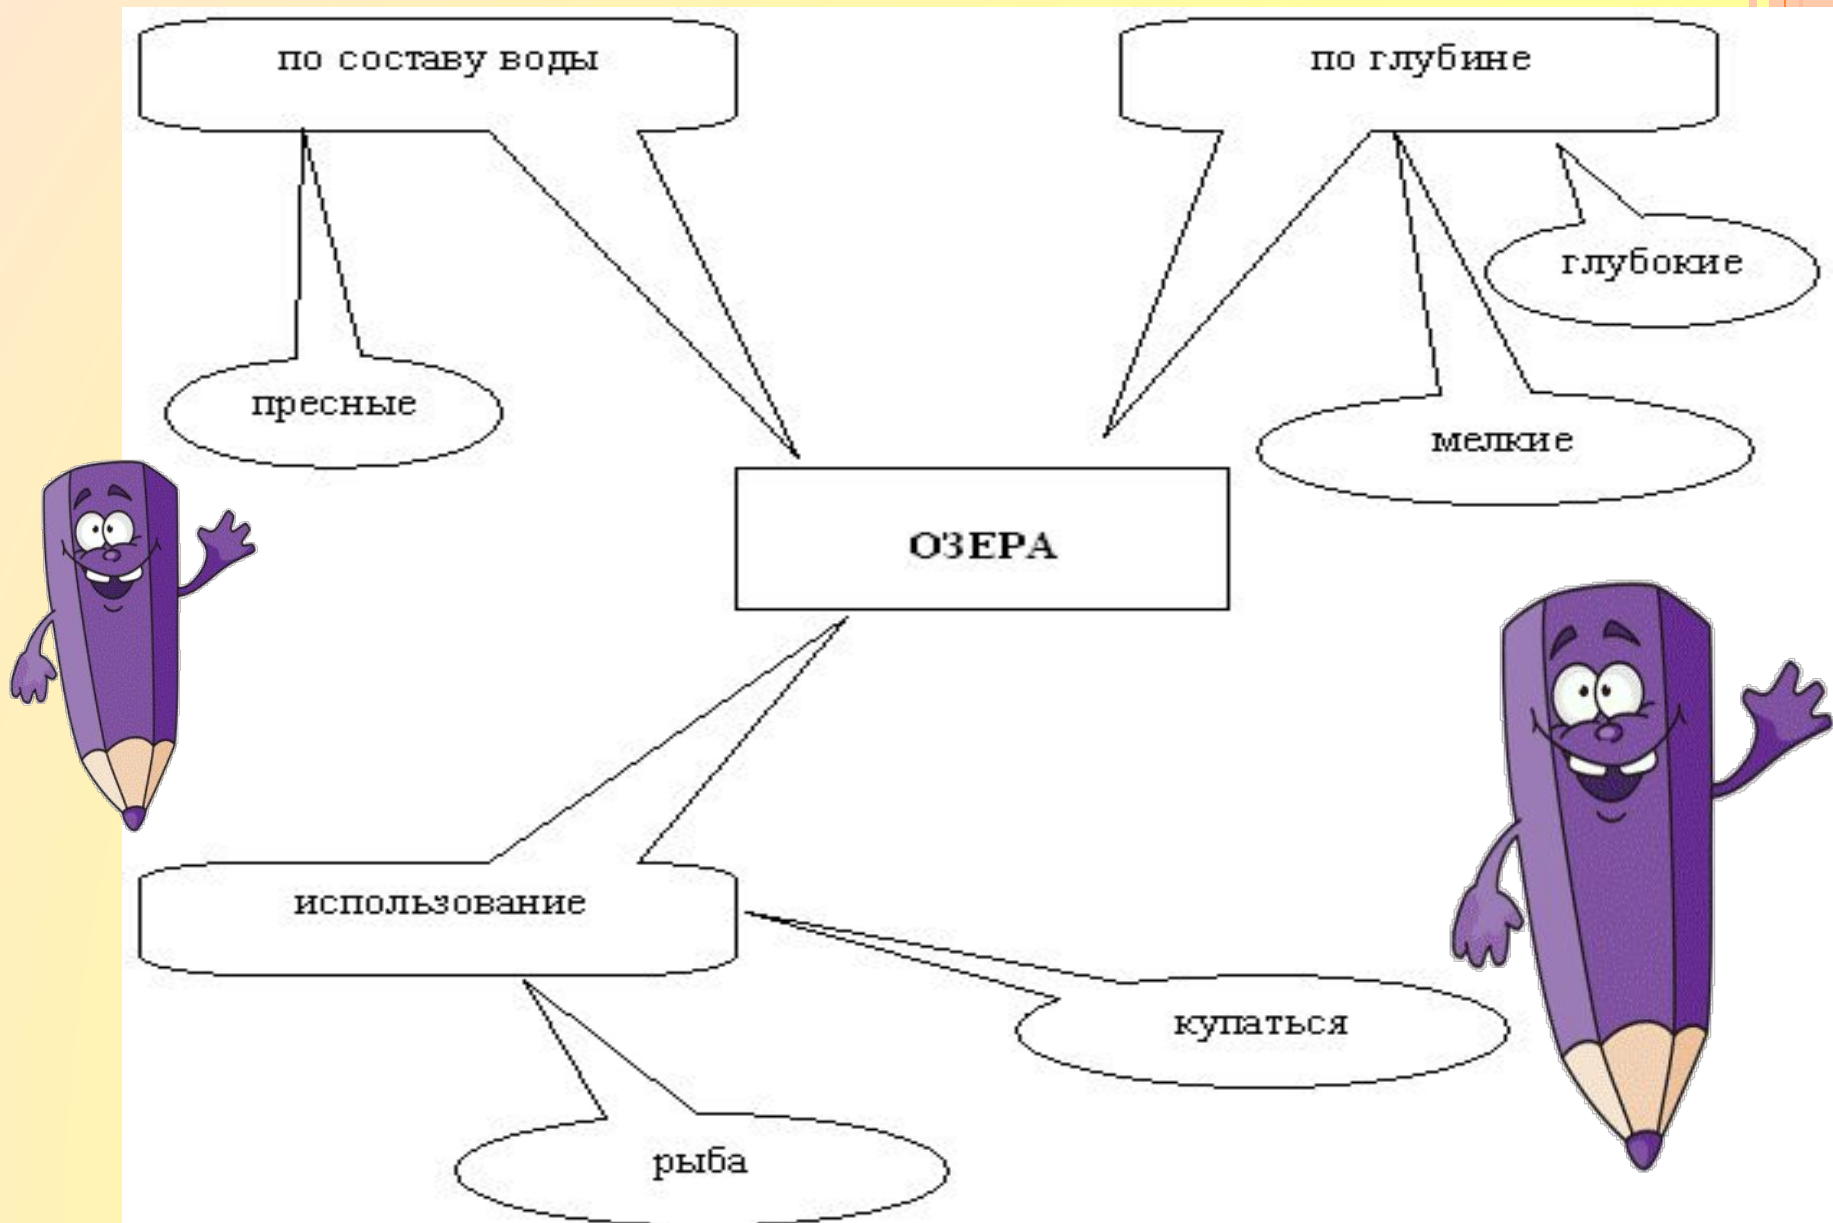 по составу воды
по глубине
глубокие
пресные
мелкие
ОЗЕРА
использование
купаться
рыба